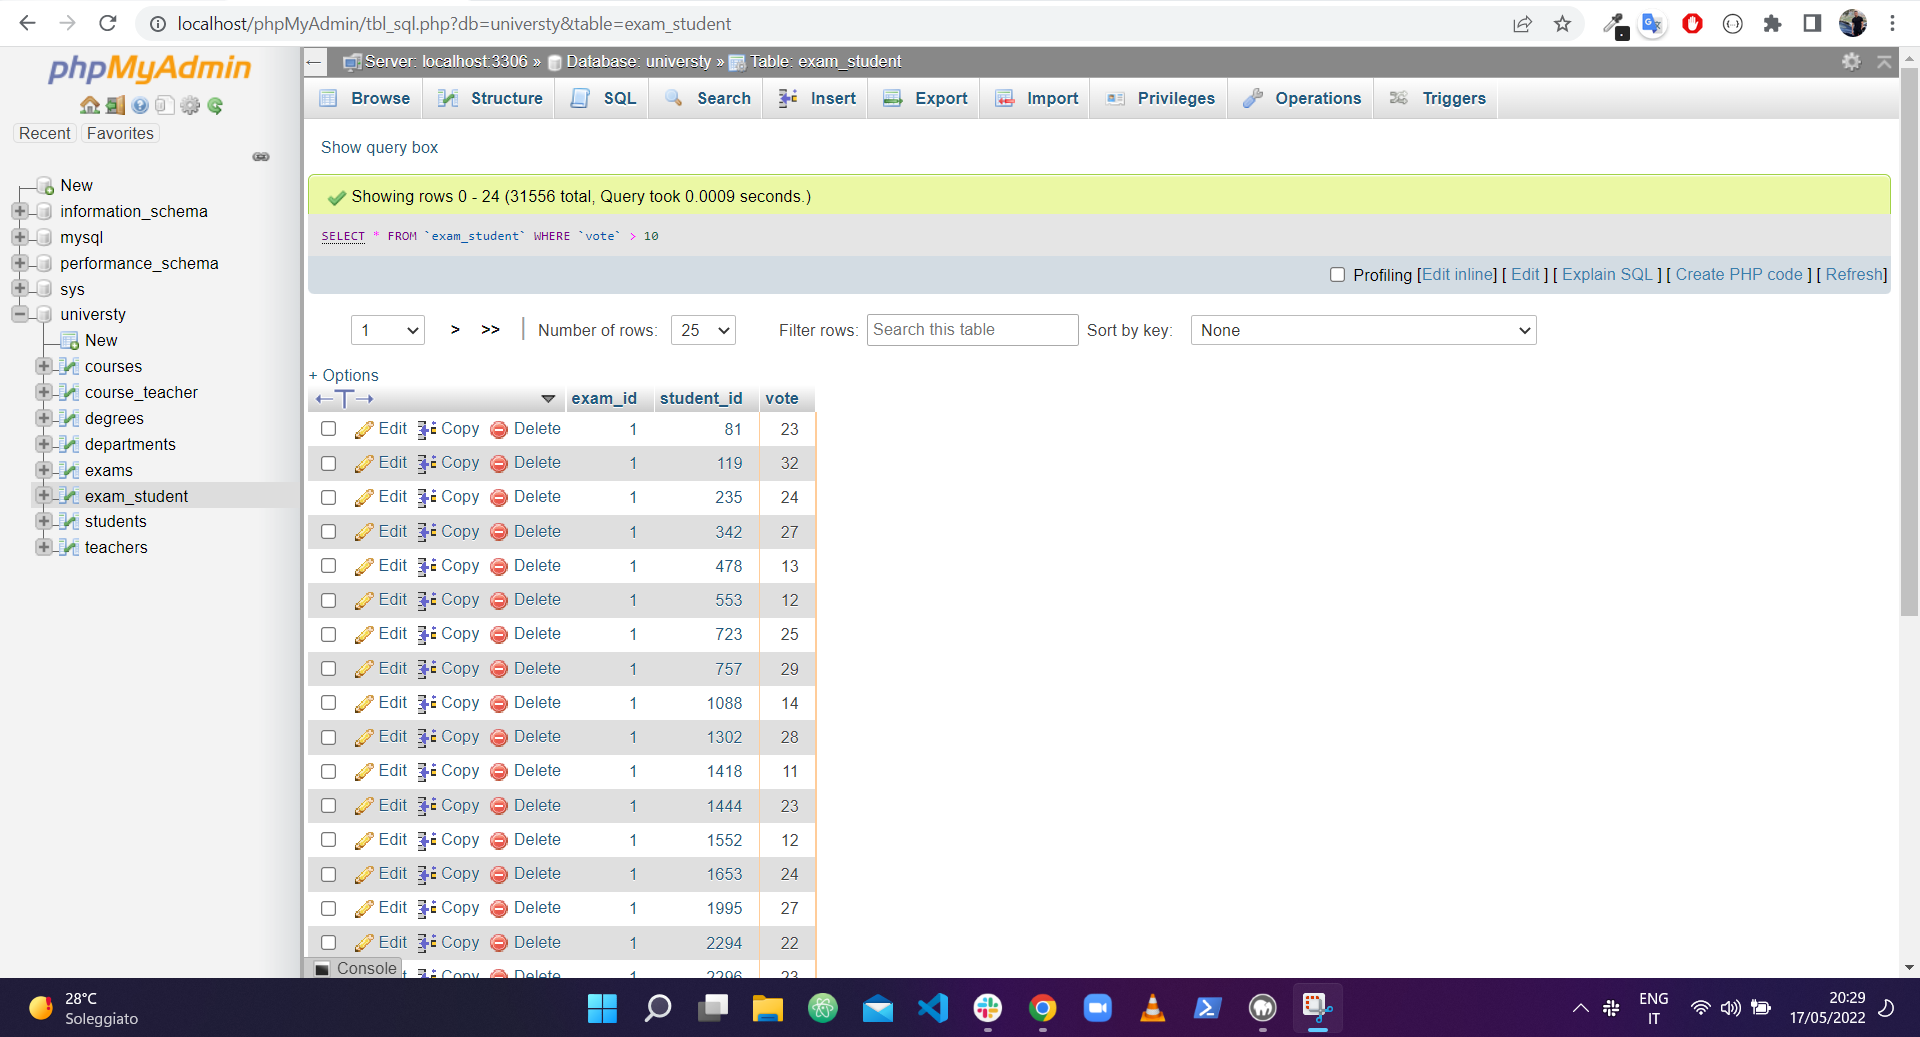 localhost/phpMyAdmin/tbl_sql.php?db=universty&table=exam_student
phpMyAdmin
Recent Favorites
New
information_schema
mysql
performance_schema
sys
universty
New
courses
course_teacher
degrees
departments
exams
exam_student
students
teachers
Server: localhost:3306 » Database: universty » Table: exam_student
Browse Structure SQL Search Insert Export Import Privileges Operations Triggers
Show query box
Showing rows 0 - 24 (31556 total, Query took 0.0009 seconds.)
SELECT * FROM `exam_student` WHERE `vote` > 10
Profiling [Edit inline] [ Edit ] [ Explain SQL ] [ Create PHP code ] [ Refresh]
1 > >> | Number of rows: 25 Filter rows: Search this table Sort by key: None
+ Options
←T→ exam_id student_id vote
Edit Copy Delete 1 81 23
Edit Copy Delete 1 119 32
Edit Copy Delete 1 235 24
Edit Copy Delete 1 342 27
Edit Copy Delete 1 478 13
Edit Copy Delete 1 553 12
Edit Copy Delete 1 723 25
Edit Copy Delete 1 757 29
Edit Copy Delete 1 1088 14
Edit Copy Delete 1 1302 28
Edit Copy Delete 1 1418 11
Edit Copy Delete 1 1444 23
Edit Copy Delete 1 1552 12
Edit Copy Delete 1 1653 24
Edit Copy Delete 1 1995 27
Edit Copy Delete 1 2294 22
Console Copy Delete 1 2296 23
28°C
Soleggiato
ENG
IT
20:29
17/05/2022